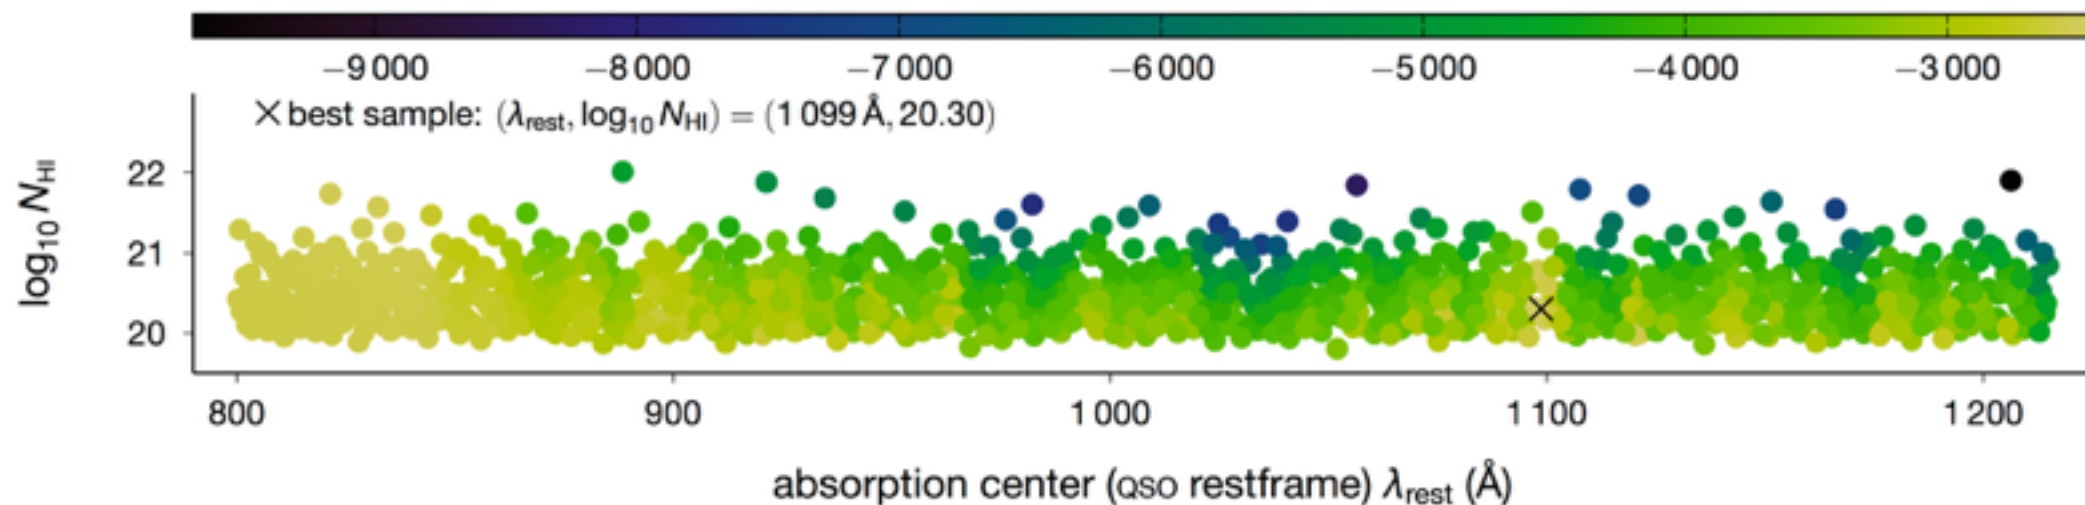 −9 000 −8 000 −7 000 −6 000 −5 000 −4 000 −3 000
× best sample: (λrest, log10 NHI) = (1 099 Å, 20.30)
log10 NHI
22
21
20
800 900 1 000 1 100 1 200
absorption center (QSO restframe) λrest (Å)